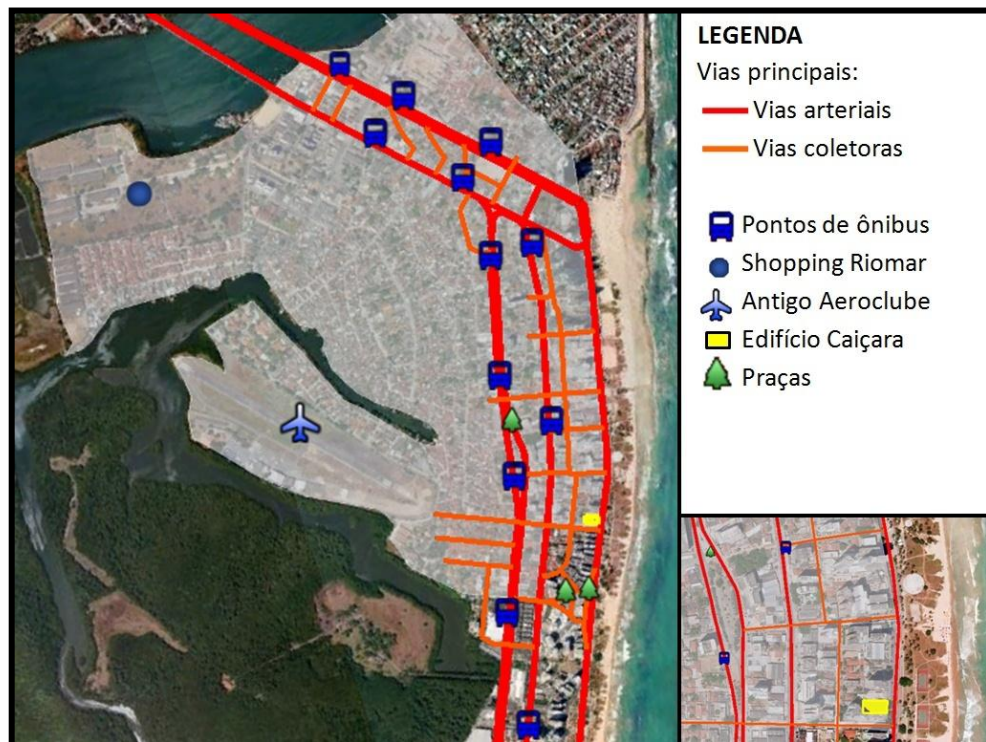 LEGENDA
Vias principais:
Vias arteriais
Vias coletoras
Pontos de ônibus
Shopping Riomar
Antigo Aeroclube
Edifício Caiçara
Praças